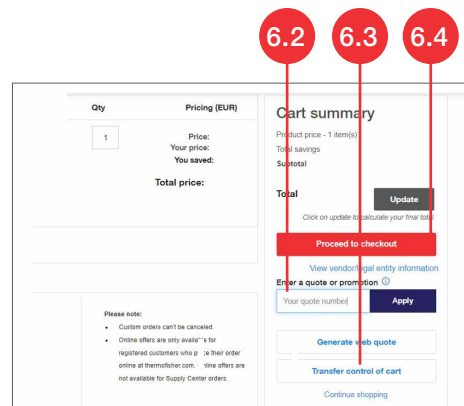 6.2 6.3 6.4
Qty Pricing (EUR)
1
Price:
Your price:
You saved:
Total price:
Cart summary
Product price - 1 item(s)
Total savings
Subtotal
Total
Update
Click on update to calculate your final total
Proceed to checkout
View vendor/legal entity information
Enter a quote or promotion
Your quote number
Apply
Generate web quote
Transfer control of cart
Continue shopping
Please note:
• Custom orders can't be canceled.
• Online offers are only for
registered customers who their order
online at thermofisher.com. offers are
not available for Supply Center orders.